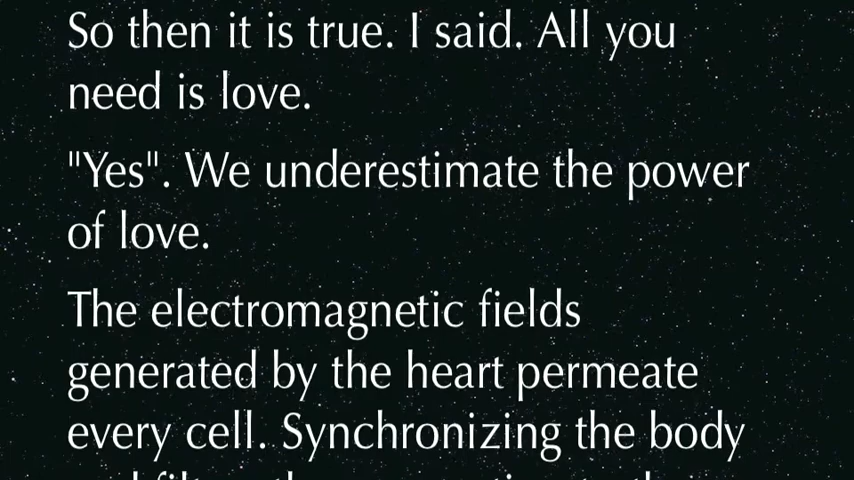 So then it is true. I said. All you
need is love.
"Yes". We underestimate the power
of love.
The electromagnetic fields
generated by the heart permeate
every cell. Synchronizing the body